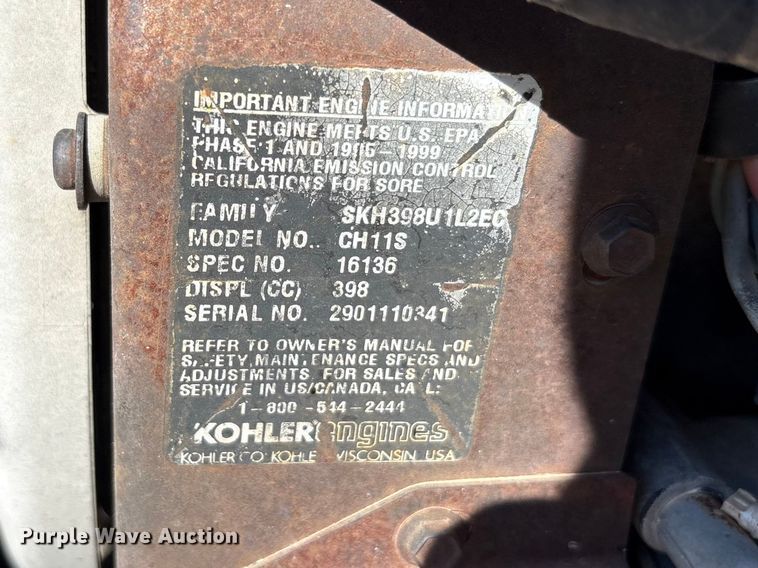 IMPORTANT ENGINE INFORMATI
THIS ENGINE MEETS U.S. EPA
PHASE 1 AND 1995-1999
CALIFORNIA EMISSION CONTROL
REGULATIONS FOR SORE
FAMILY SKH398U1L2EC
MODEL NO. CH11S
SPEC NO. 16136
DISPL (CC) 398
SERIAL NO. 2901110341
REFER TO OWNER'S MANUAL FOR
SAFETY, MAINTENANCE SPECS AND
ADJUSTMENTS. FOR SALES AND
SERVICE IN US/CANADA, CALL:
1-800-544-2444
KOHLER engines
KOHLER CO. KOHLE WISCONSIN USA
Purple Wave Auction